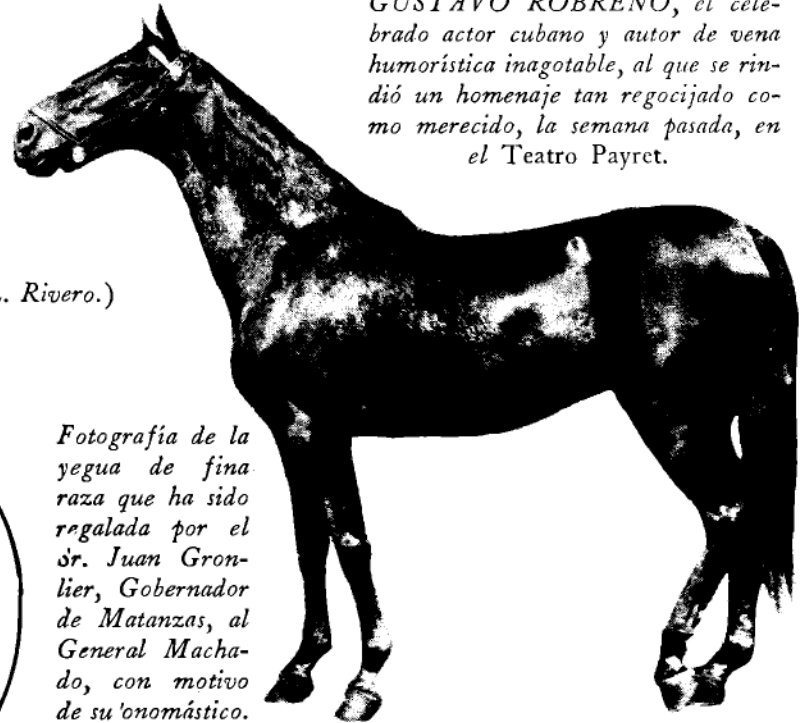 GUSTAVO ROBREÑO, el cele-
brado actor cubano y autor de vena
humorística inagotable, al que se rin-
dió un homenaje tan regocijado co-
mo merecido, la semana pasada, en
el Teatro Payret.
. Rivero.)
Fotografía de la
yegua de fina
raza que ha sido
regalada por el
Sr. Juan Gron-
lier, Gobernador
de Matanzas, al
General Macha-
do, con motivo
de su onomástico.